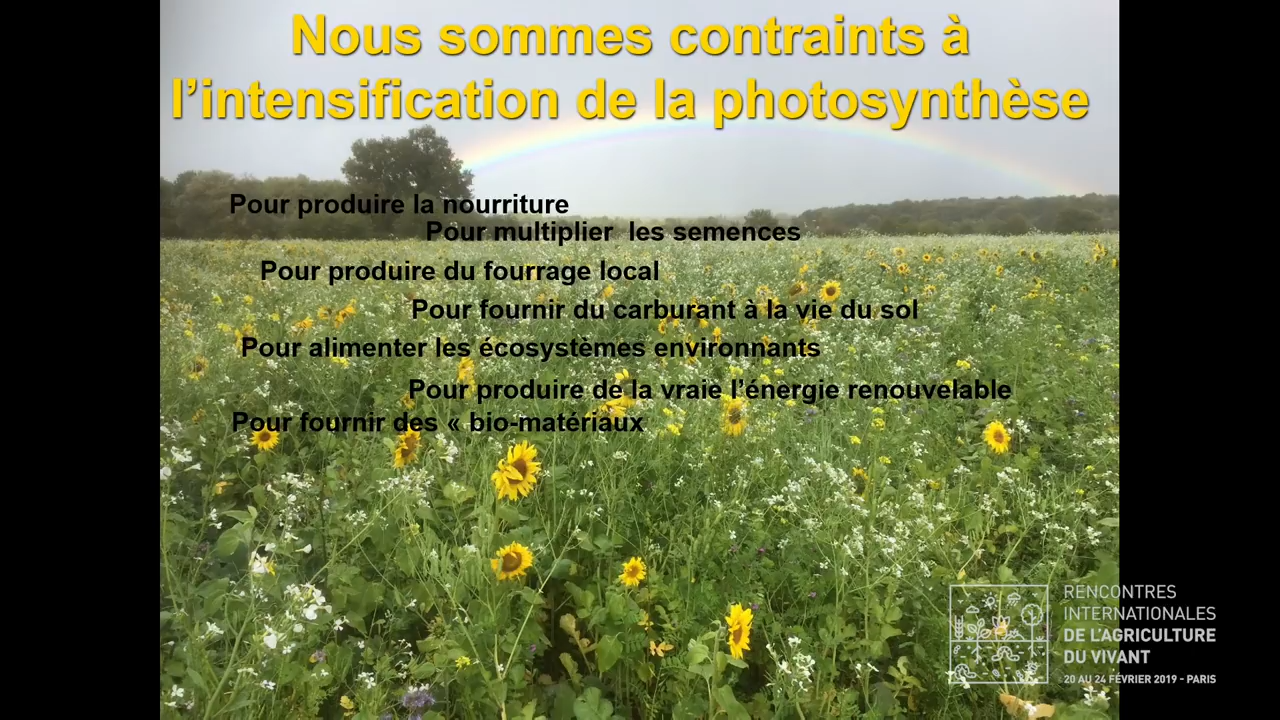 Nous sommes contraints à
l’intensification de la photosynthèse
Pour produire la nourriture
Pour multiplier  les semences
Pour produire du fourrage local
Pour fournir du carburant à la vie du sol
Pour alimenter les écosystèmes environnants
Pour produire de la vraie l’énergie renouvelable
Pour fournir des « bio-matériaux
RENCONTRES
INTERNATIONALES
DE L’AGRICULTURE
DU VIVANT
20 AU 24 FÉVRIER 2019 – PARIS